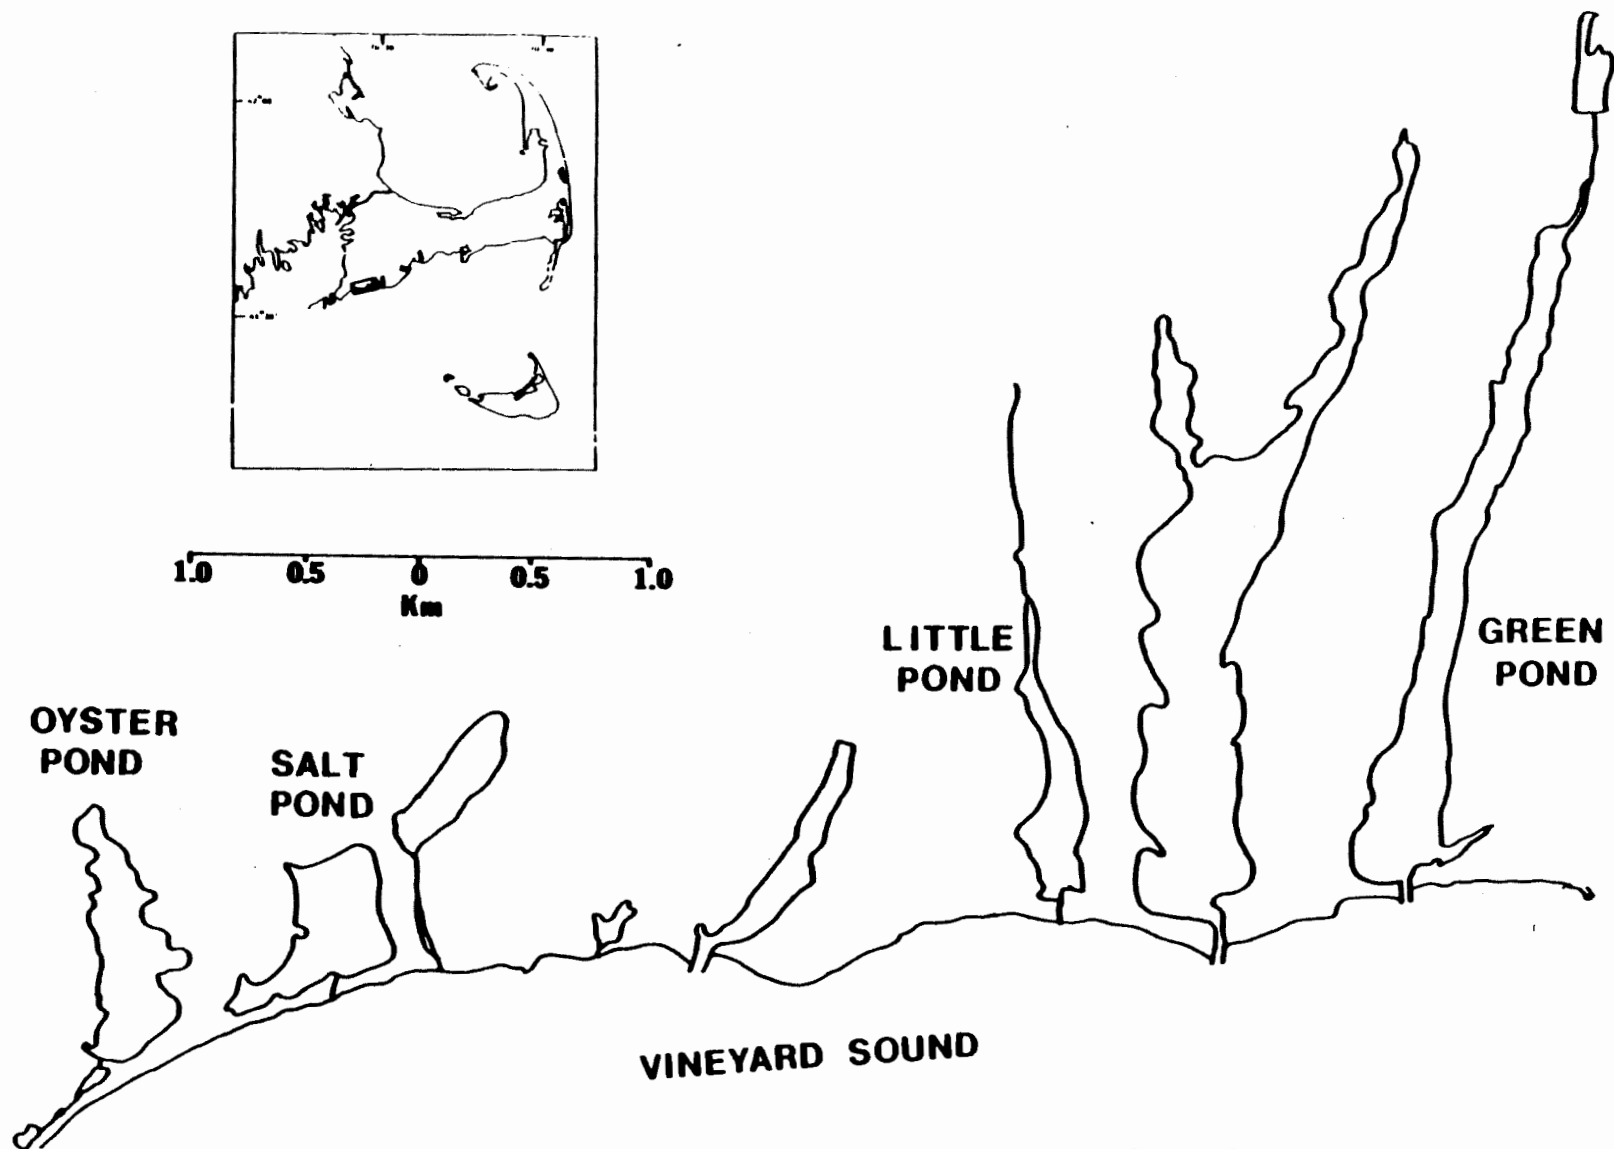 1.0 0.5 0 0.5 1.0
Km
LITTLE
POND
GREEN
POND
OYSTER
POND
SALT
POND
VINEYARD SOUND